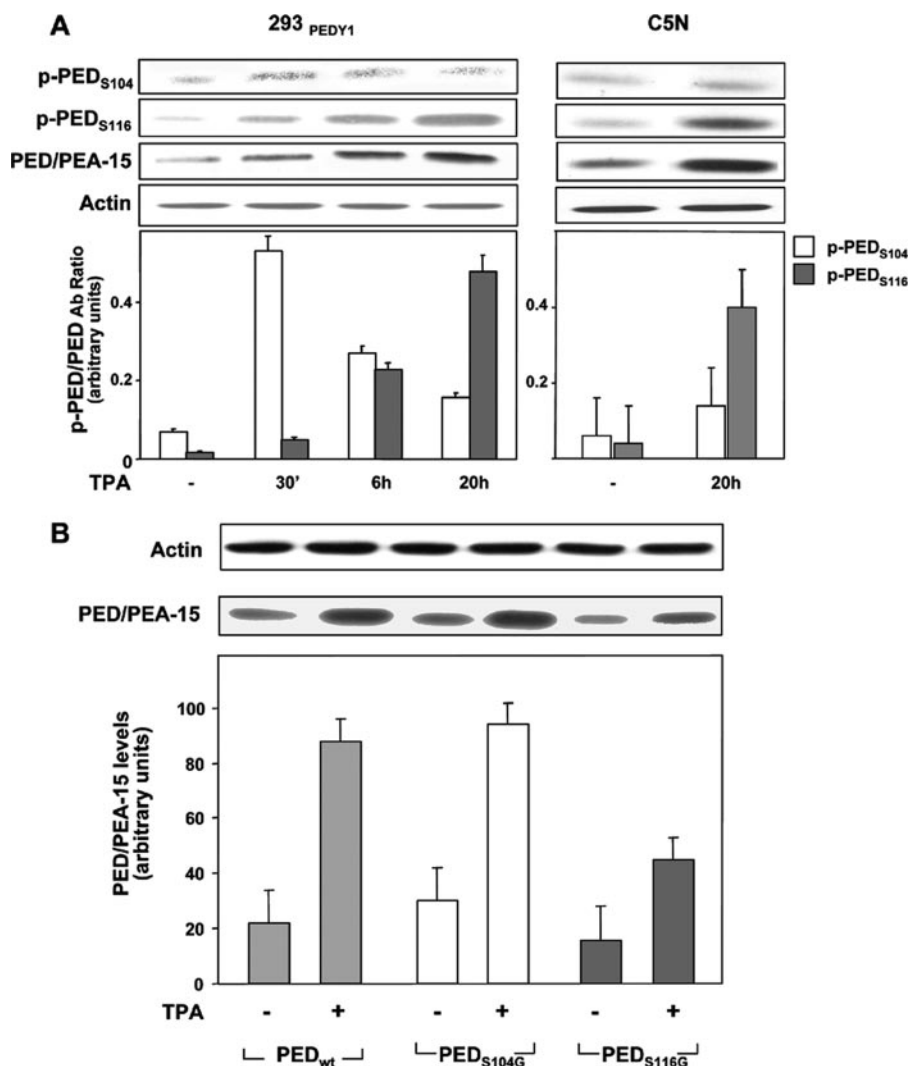 A
293 PEDY1
C5N
p-PEDS104
p-PEDS116
PED/PEA-15
Actin
p-PEDS104
p-PEDS116
p-PED/PED Ab Ratio
(arbitrary units)
0.4
0.2
0
0.4
0.2
TPA - 30' 6h 20h - 20h
B
Actin
PED/PEA-15
PED/PEA-15 levels
(arbitrary units)
100
80
60
40
20
0
TPA - + - + - +
PEDwt PEDS104G PEDS116G